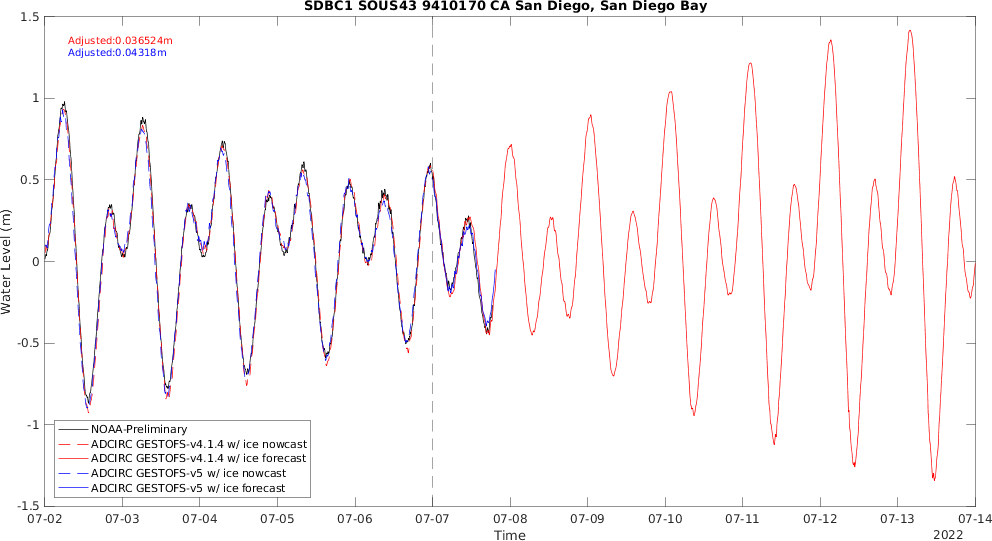 SDBC1 SOUS43 9410170 CA San Diego, San Diego Bay
Adjusted:0.036524m
Adjusted:0.04318m
1.5
1
0.5
0
-0.5
-1
-1.5
Water Level (m)
NOAA-Preliminary
ADCIRC GESTOFS-v4.1.4 w/ ice nowcast
ADCIRC GESTOFS-v4.1.4 w/ ice forecast
ADCIRC GESTOFS-v5 w/ ice nowcast
ADCIRC GESTOFS-v5 w/ ice forecast
07-02 07-03 07-04 07-05 07-06 07-07 07-08 07-09 07-10 07-11 07-12 07-13 07-14
Time
2022